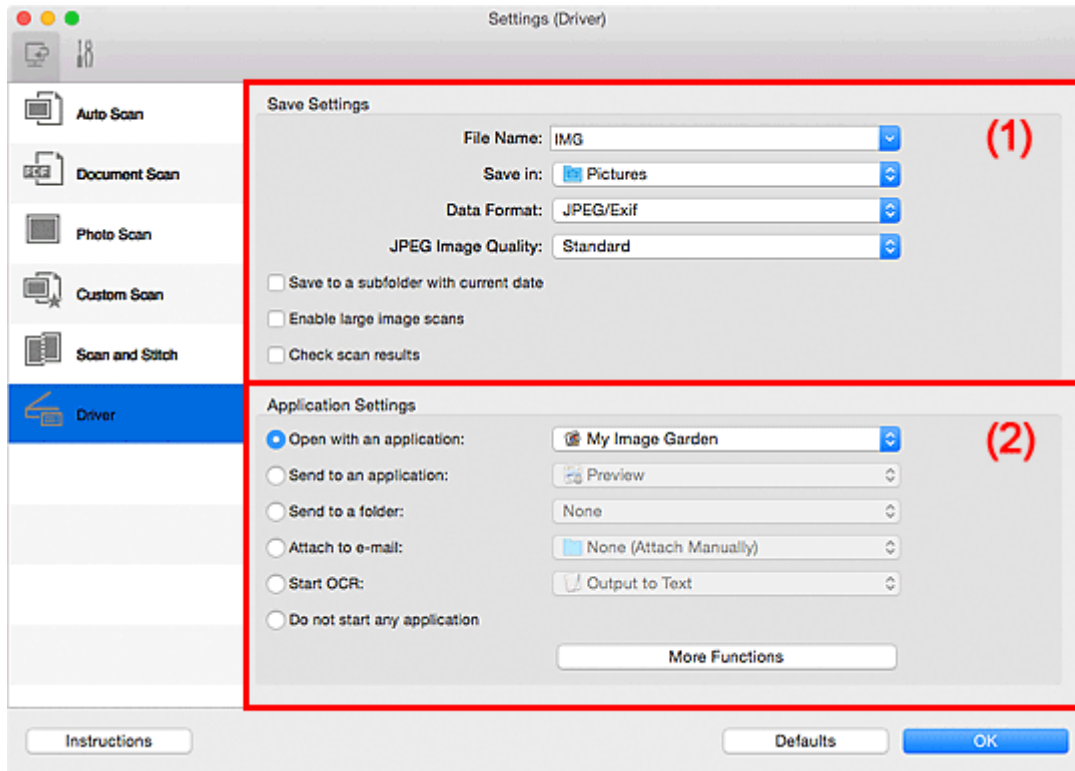 Settings (Driver)
Auto Scan
PDF
Document Scan
Photo Scan
Custom Scan
Scan and Stitch
Driver
Save Settings
(1)
File Name: IMG
Save in: Pictures
Data Format: JPEG/Exif
JPEG Image Quality: Standard
Save to a subfolder with current date
Enable large image scans
Check scan results
Application Settings
(2)
Open with an application: My Image Garden
Send to an application: Preview
Send to a folder: None
Attach to e-mail: None (Attach Manually)
Start OCR: Output to Text
Do not start any application
More Functions
Instructions
Defaults
OK